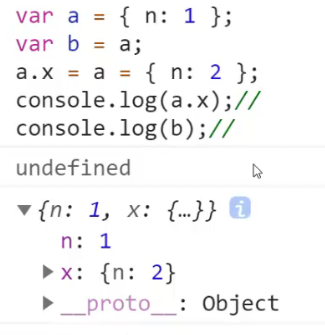 var a = { n: 1 };
var b = a;
a.x = a = { n: 2 };
console.log(a.x);//
console.log(b);//
undefined
▼{n: 1, x: {…}} i
n: 1
▶x: {n: 2}
▶__proto__: Object